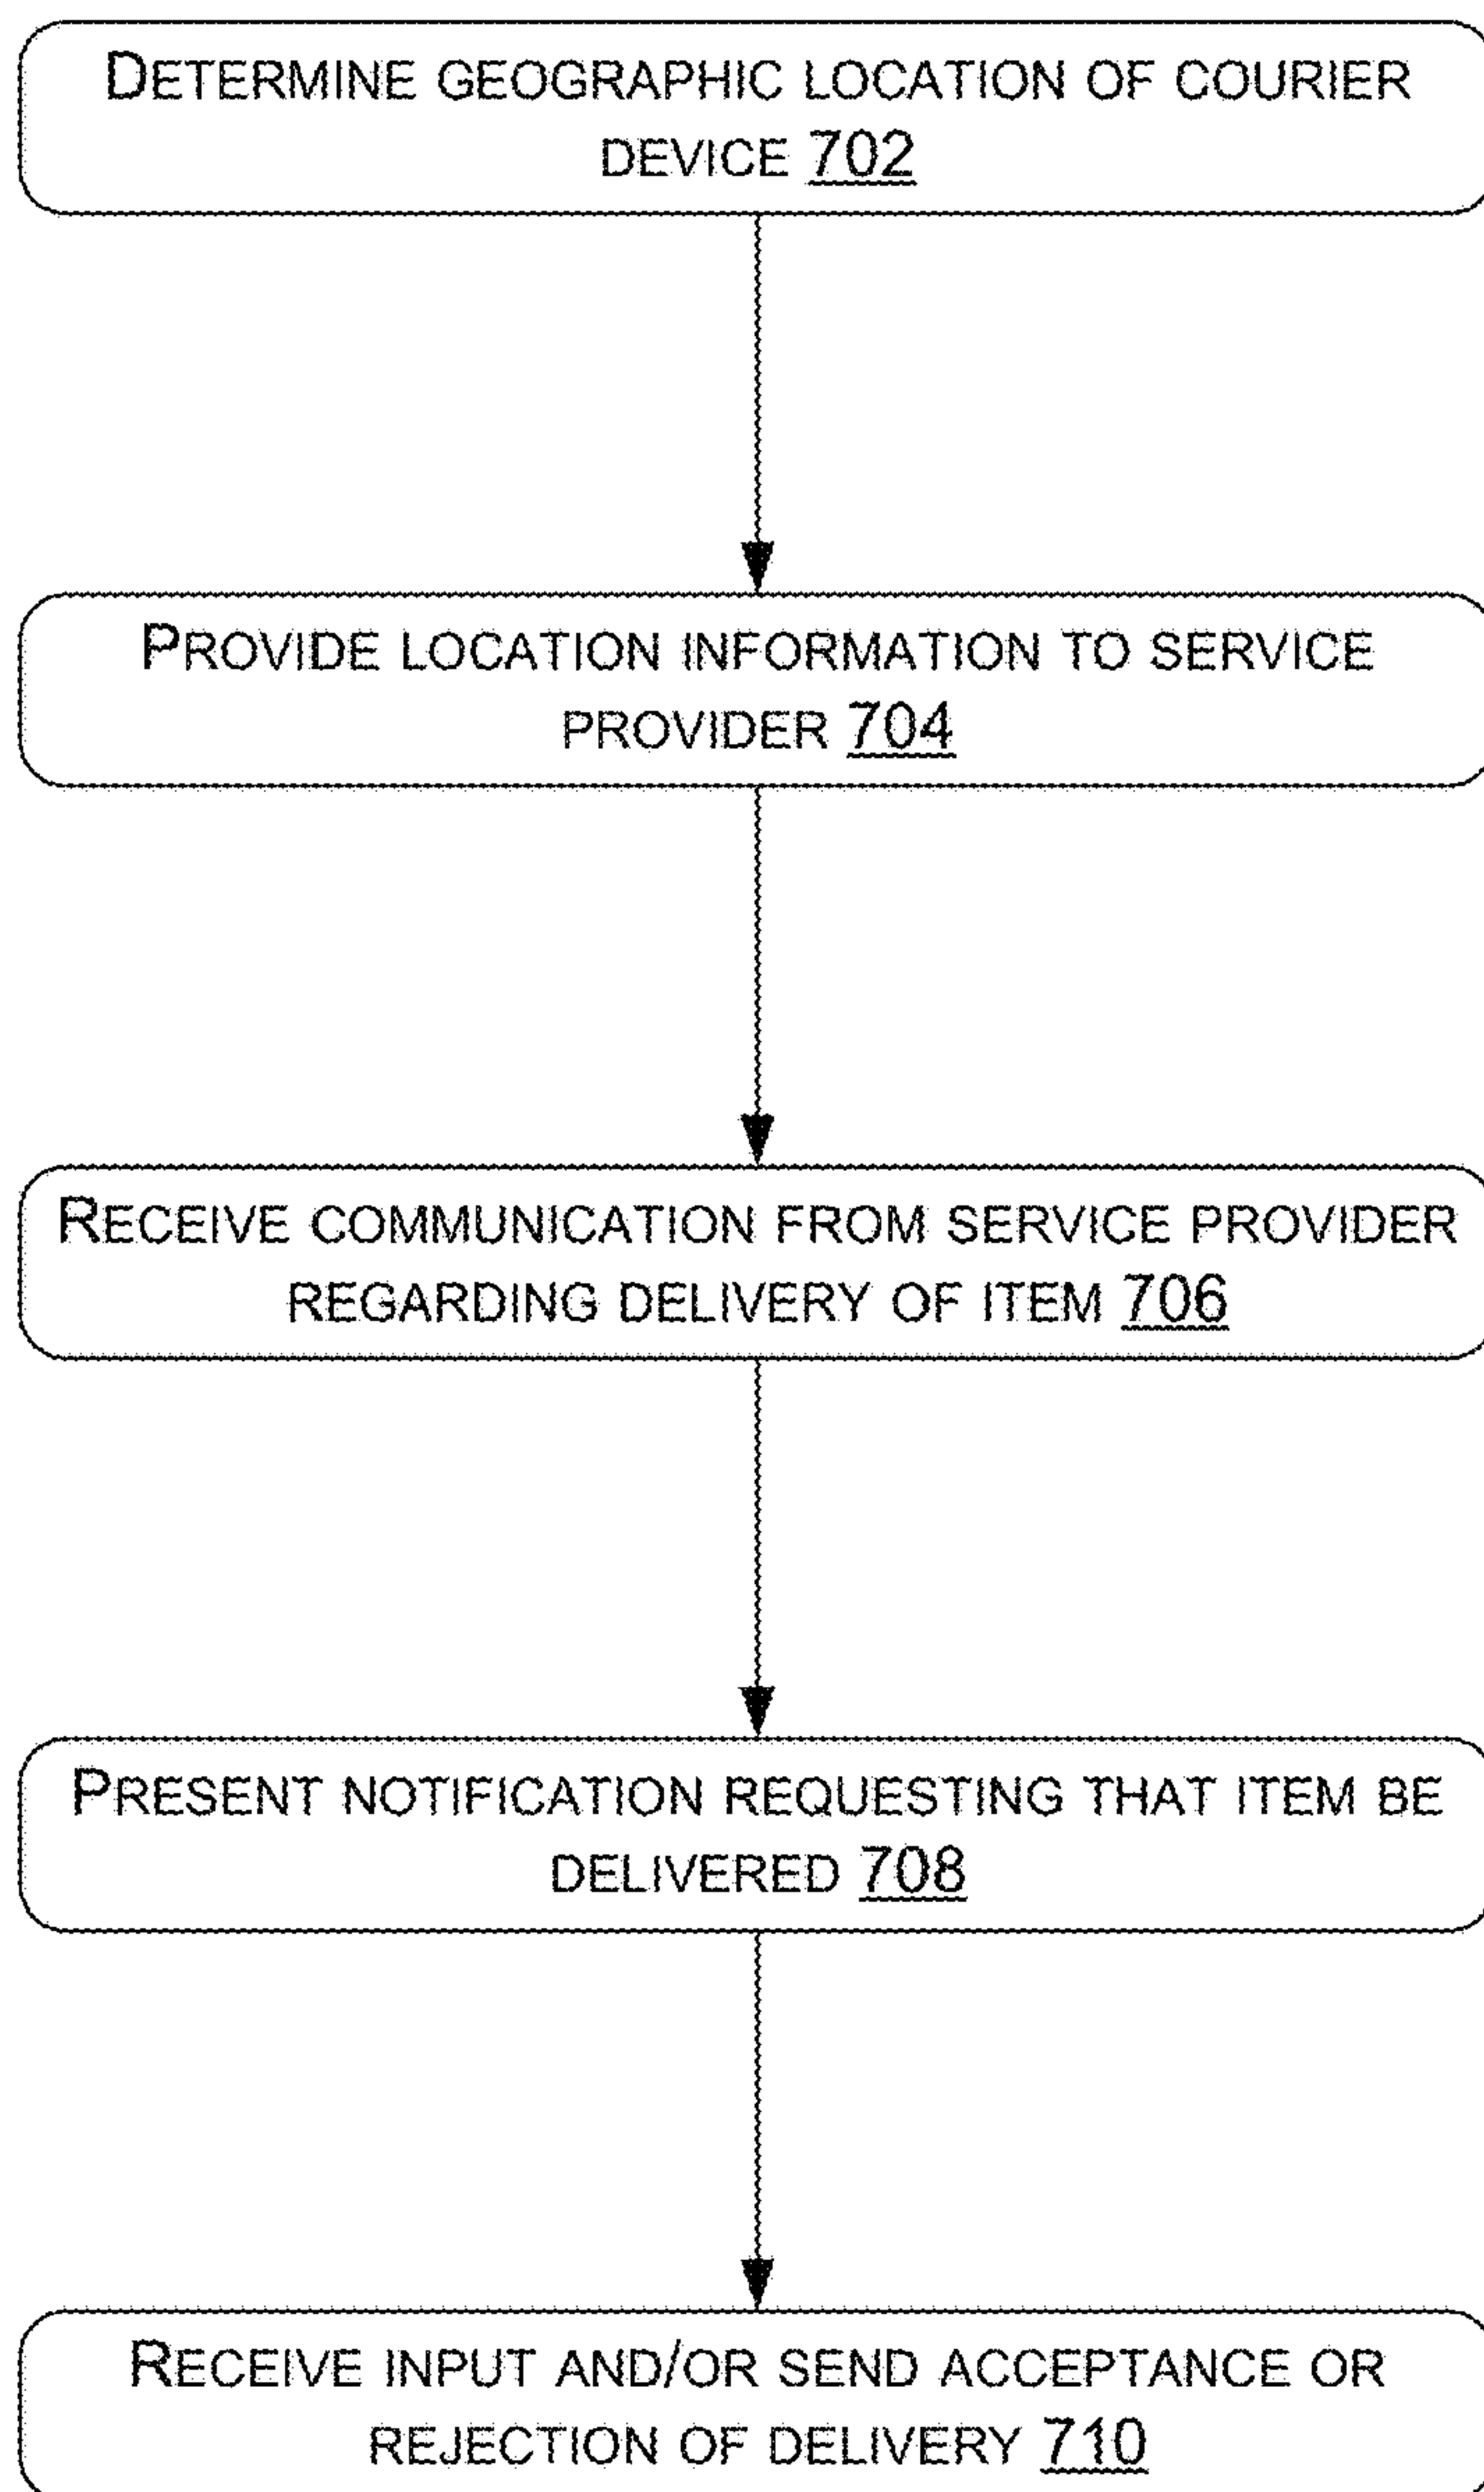 DETERMINE GEOGRAPHIC LOCATION OF COURIER
DEVICE 702
PROVIDE LOCATION INFORMATION TO SERVICE
PROVIDER 704
RECEIVE COMMUNICATION FROM SERVICE PROVIDER
REGARDING DELIVERY OF ITEM 706
PRESENT NOTIFICATION REQUESTING THAT ITEM BE
DELIVERED 708
RECEIVE INPUT AND/OR SEND ACCEPTANCE OR
REJECTION OF DELIVERY 710